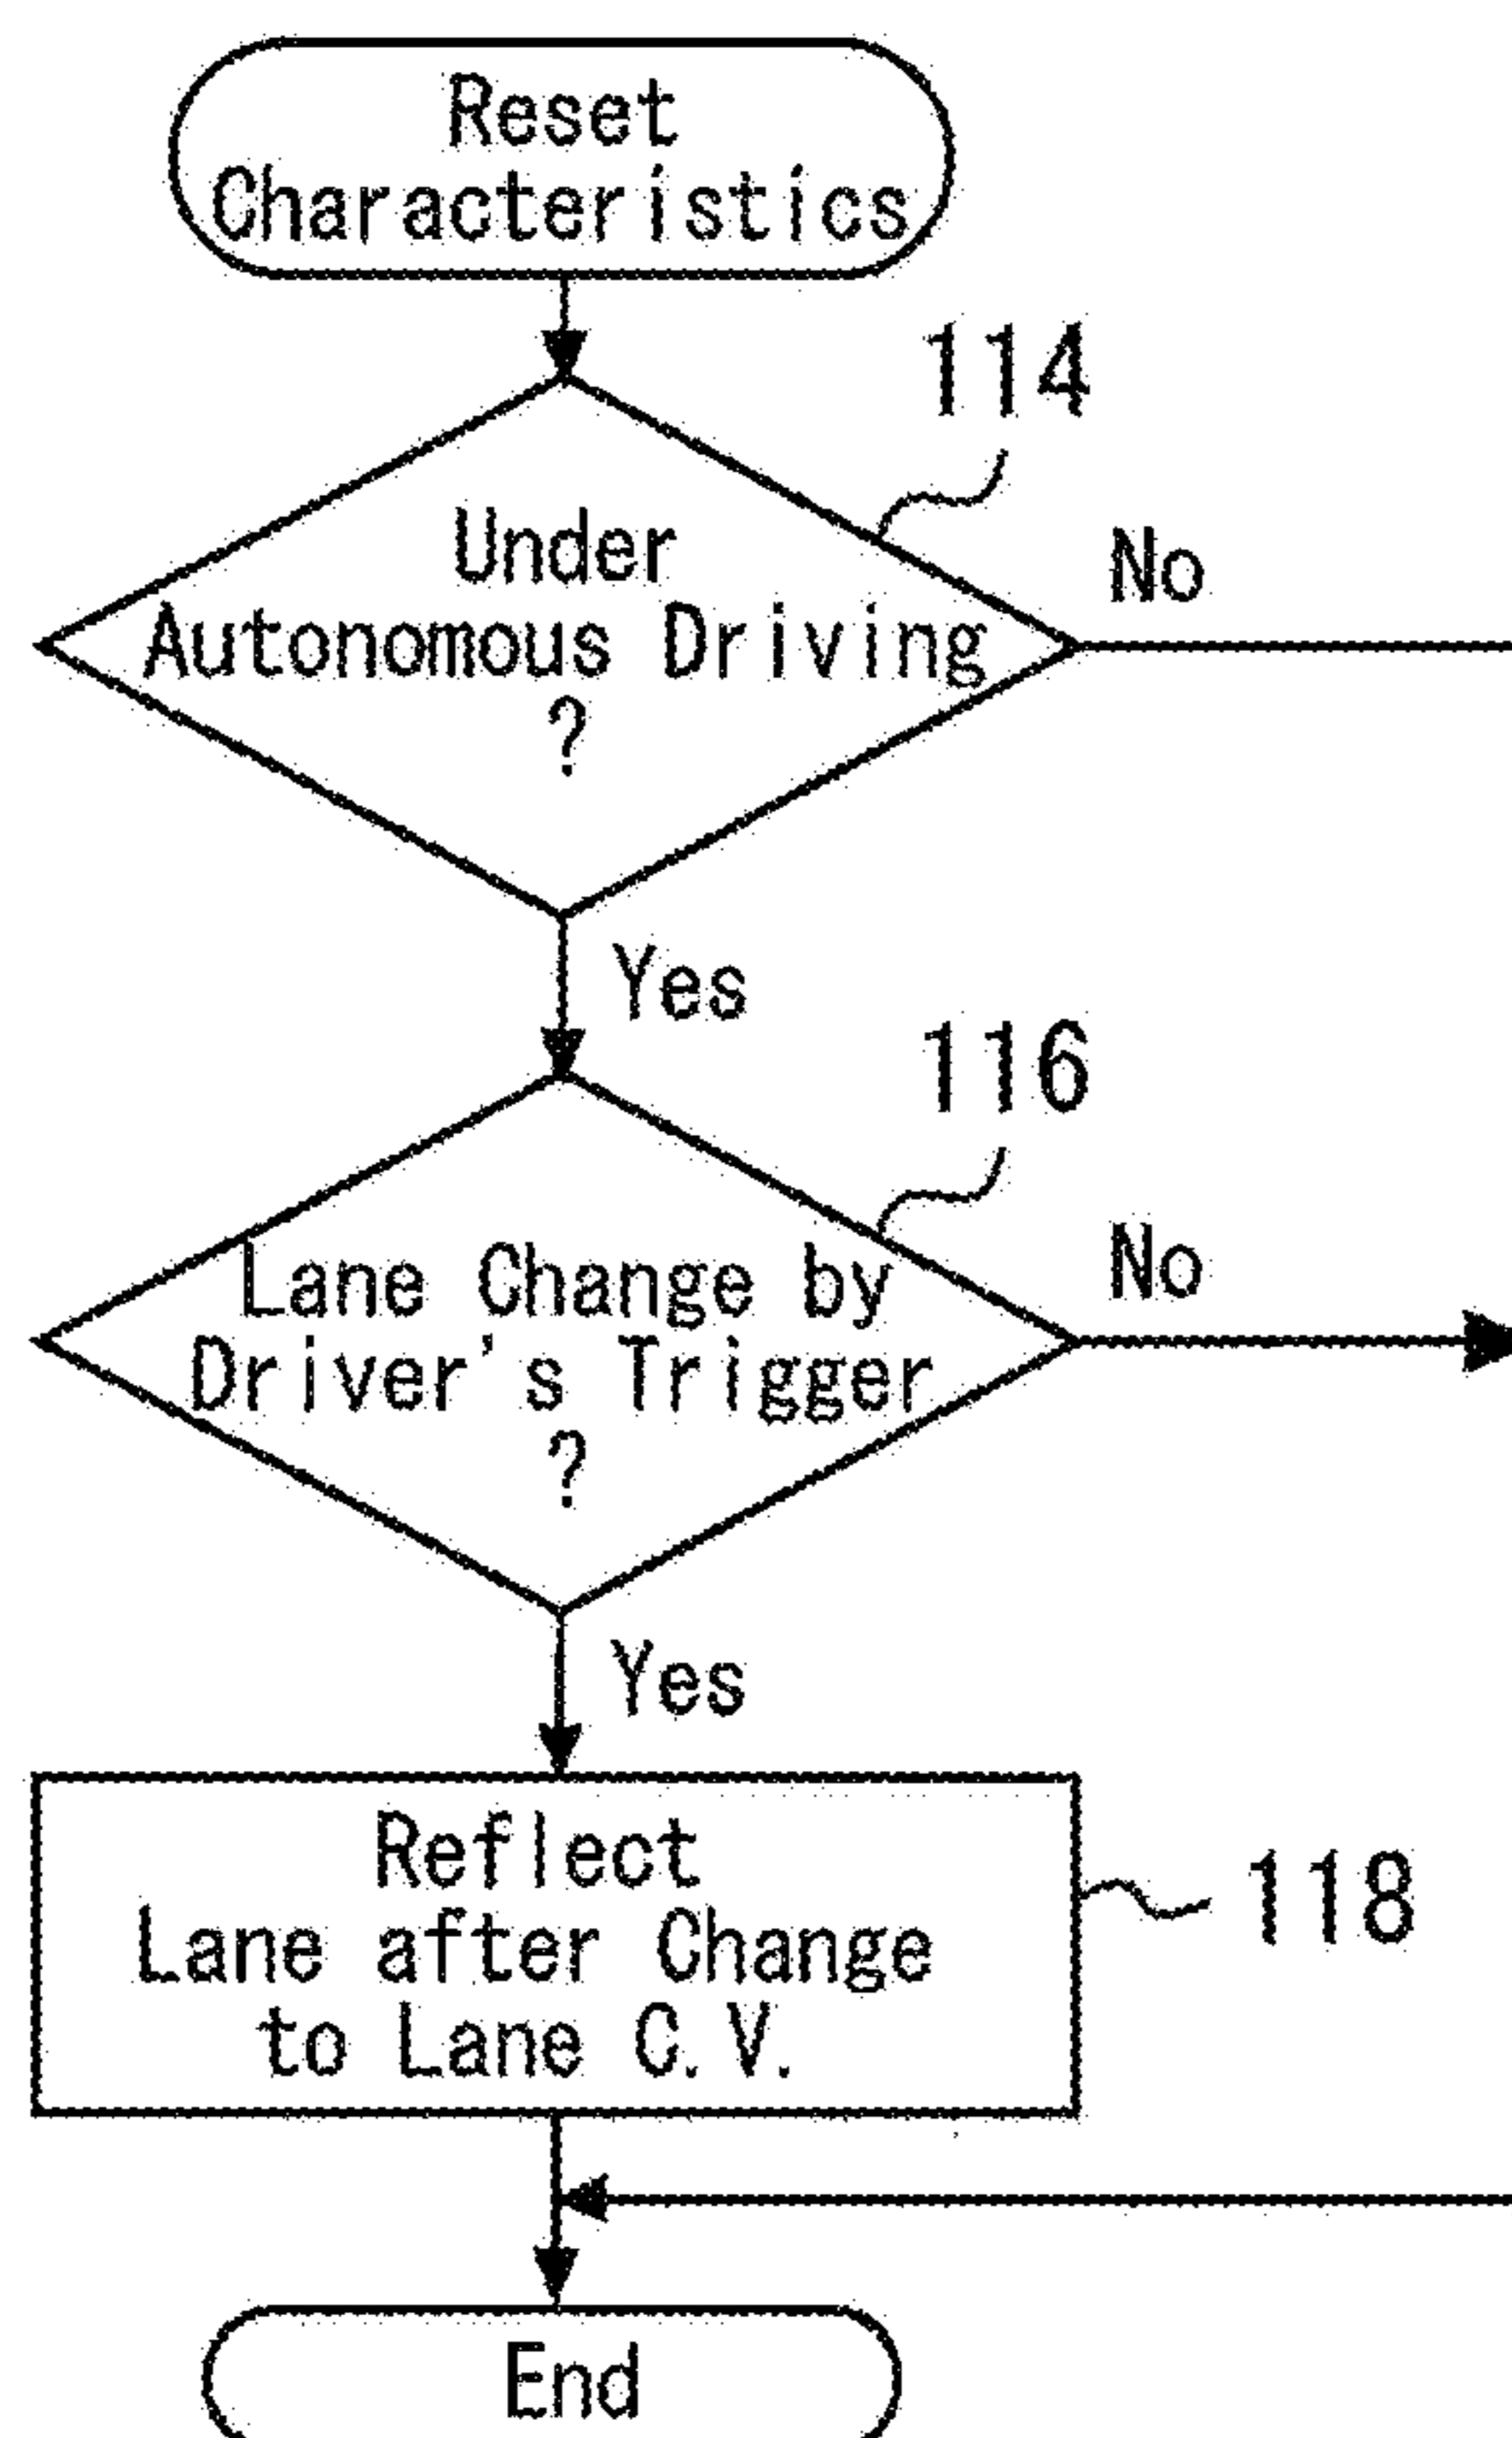 Reset
Characteristics
114
Under
Autonomous Driving
?
No
Yes
116
Lane Change by
Driver's Trigger
?
No
Yes
Reflect
Lane after Change
to Lane C.V.
118
End